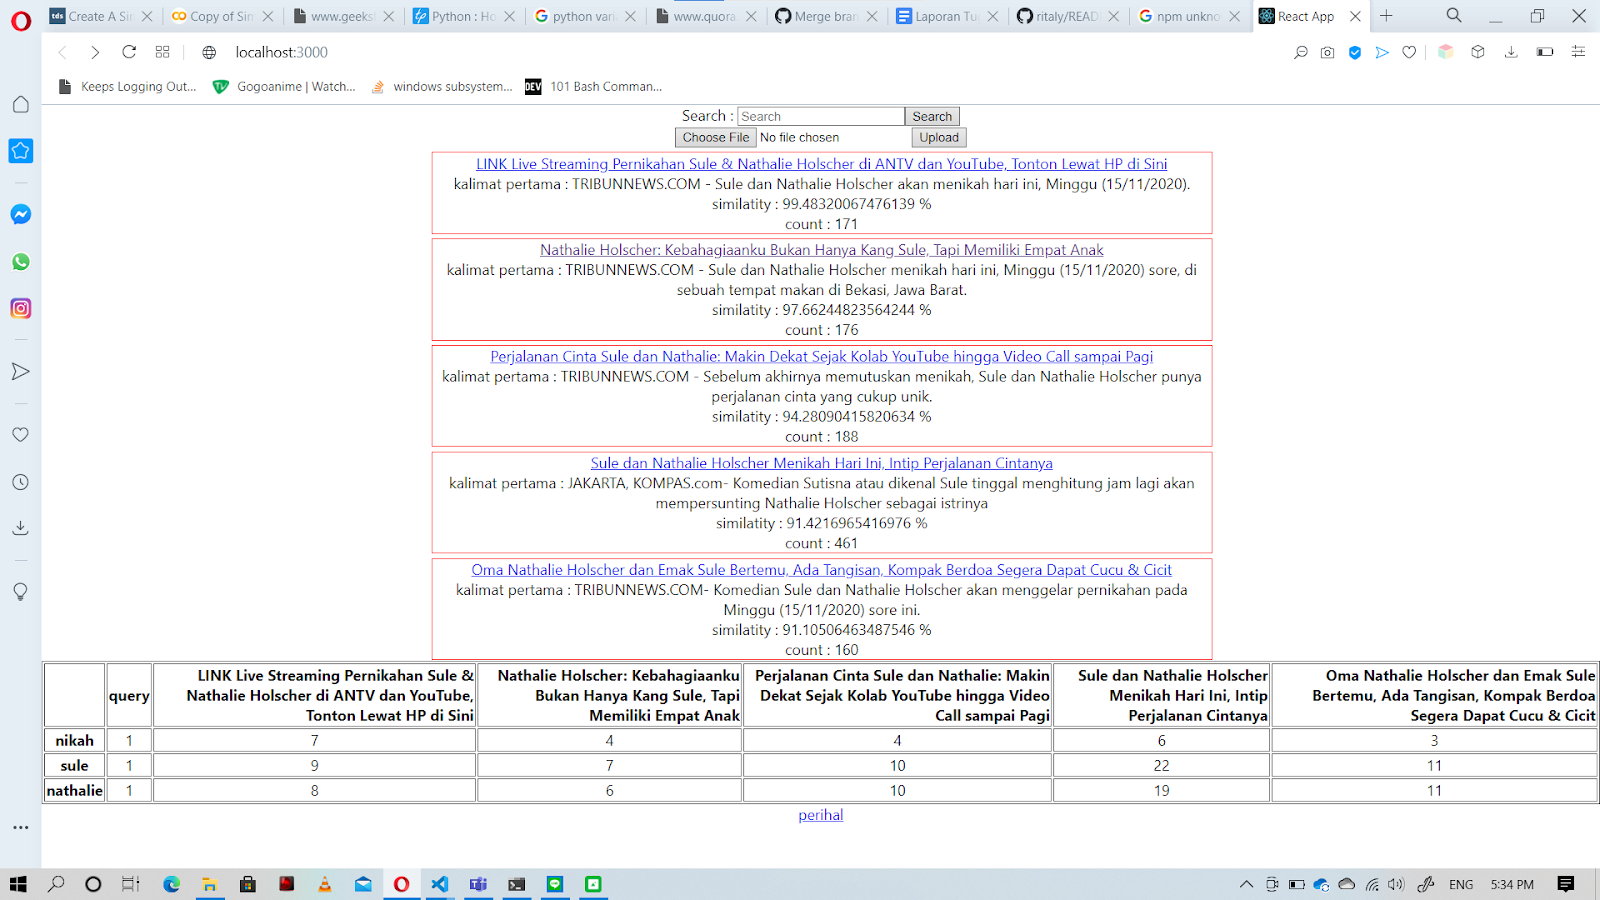 Create A Si
Copy of Sim
www.geeks
Python : Ho
python vari
www.quora.
Merge bran
Laporan Tu
ritaly/READ
npm unkno
React App
localhost:3000
Keeps Logging Out...
Gogoanime | Watch...
windows subsystem...
DEV
101 Bash Comman...
Search : Search Search
Choose File No file chosen Upload
LINK Live Streaming Pernikahan Sule & Nathalie Holscher di ANTV dan YouTube, Tonton Lewat HP di Sini
kalimat pertama : TRIBUNNEWS.COM - Sule dan Nathalie Holscher akan menikah hari ini, Minggu (15/11/2020).
similatity : 99.48320067476139 %
count : 171
Nathalie Holscher: Kebahagiaanku Bukan Hanya Kang Sule, Tapi Memiliki Empat Anak
kalimat pertama : TRIBUNNEWS.COM - Sule dan Nathalie Holscher menikah hari ini, Minggu (15/11/2020) sore, di
sebuah tempat makan di Bekasi, Jawa Barat.
similatity : 97.66244823564244 %
count : 176
Perjalanan Cinta Sule dan Nathalie: Makin Dekat Sejak Kolab YouTube hingga Video Call sampai Pagi
kalimat pertama : TRIBUNNEWS.COM - Sebelum akhirnya memutuskan menikah, Sule dan Nathalie Holscher punya
perjalanan cinta yang cukup unik.
similatity : 94.28090415820634 %
count : 188
Sule dan Nathalie Holscher Menikah Hari Ini, Intip Perjalanan Cintanya
kalimat pertama : JAKARTA, KOMPAS.com- Komedian Sutisna atau dikenal Sule tinggal menghitung jam lagi akan
mempersunting Nathalie Holscher sebagai istrinya
similatity : 91.4216965416976 %
count : 461
Oma Nathalie Holscher dan Emak Sule Bertemu, Ada Tangisan, Kompak Berdoa Segera Dapat Cucu & Cicit
kalimat pertama : TRIBUNNEWS.COM- Komedian Sule dan Nathalie Holscher akan menggelar pernikahan pada
Minggu (15/11/2020) sore ini.
similatity : 91.10506463487546 %
count : 160
query
LINK Live Streaming Pernikahan Sule &
Nathalie Holscher di ANTV dan YouTube,
Tonton Lewat HP di Sini
Nathalie Holscher: Kebahagiaanku
Bukan Hanya Kang Sule, Tapi
Memiliki Empat Anak
Perjalanan Cinta Sule dan Nathalie: Makin
Dekat Sejak Kolab YouTube hingga Video
Call sampai Pagi
Sule dan Nathalie Holscher
Menikah Hari Ini, Intip
Perjalanan Cintanya
Oma Nathalie Holscher dan Emak Sule
Bertemu, Ada Tangisan, Kompak Berdoa
Segera Dapat Cucu & Cicit
nikah 1 7 4 4 6 3
sule 1 9 7 10 22 11
nathalie 1 8 6 10 19 11
perihal
ENG 5:34 PM